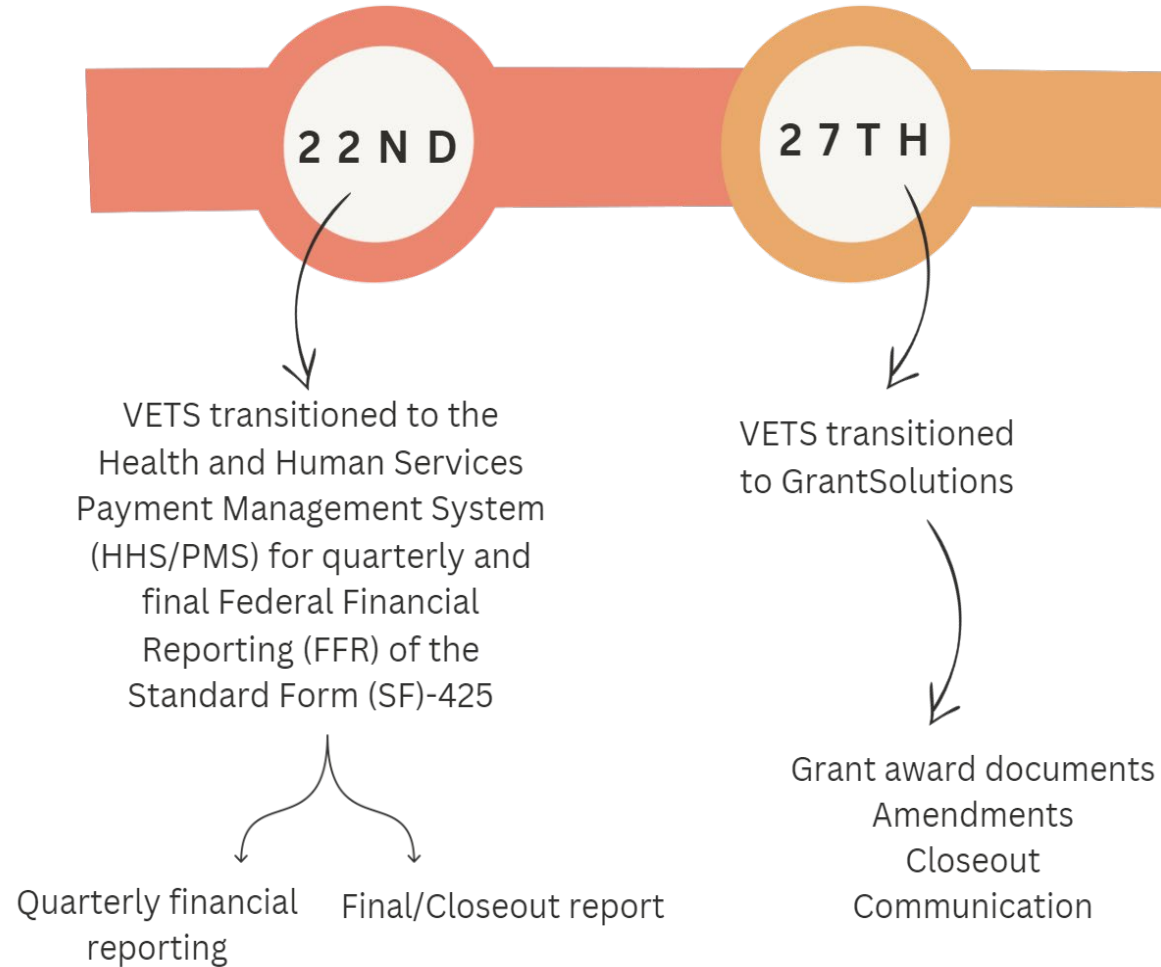 22ND
27TH
VETS transitioned to the
Health and Human Services
Payment Management System
(HHS/PMS) for quarterly and
final Federal Financial
Reporting (FFR) of the
Standard Form (SF)-425
Quarterly financial
reporting
Final/Closeout report
VETS transitioned
to GrantSolutions
Grant award documents
Amendments
Closeout
Communication